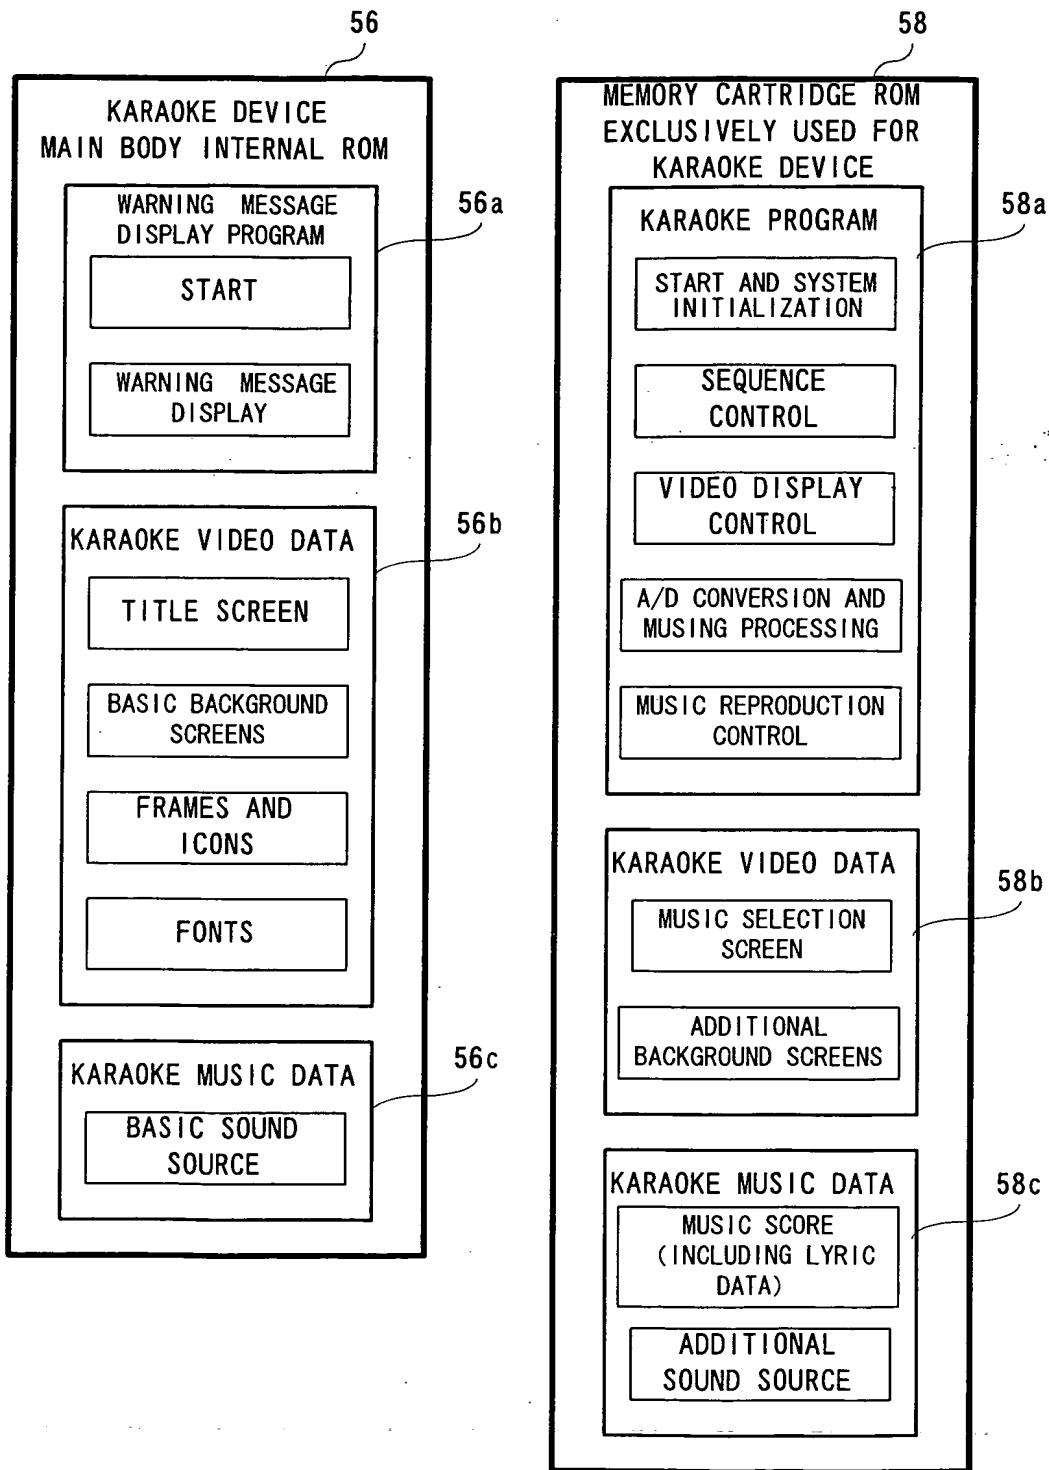 56
KARAOKE DEVICE
MAIN BODY INTERNAL ROM
WARNING MESSAGE
DISPLAY PROGRAM
56a
START
WARNING MESSAGE
DISPLAY
KARAOKE VIDEO DATA
56b
TITLE SCREEN
BASIC BACKGROUND
SCREENS
FRAMES AND
ICONS
FONTS
KARAOKE MUSIC DATA
56c
BASIC SOUND
SOURCE
58
MEMORY CARTRIDGE ROM
EXCLUSIVELY USED FOR
KARAOKE DEVICE
KARAOKE PROGRAM
58a
START AND SYSTEM
INITIALIZATION
SEQUENCE
CONTROL
VIDEO DISPLAY
CONTROL
A/D CONVERSION AND
MUSING PROCESSING
MUSIC REPRODUCTION
CONTROL
KARAOKE VIDEO DATA
58b
MUSIC SELECTION
SCREEN
ADDITIONAL
BACKGROUND SCREENS
KARAOKE MUSIC DATA
58c
MUSIC SCORE
(INCLUDING LYRIC
DATA)
ADDITIONAL
SOUND SOURCE